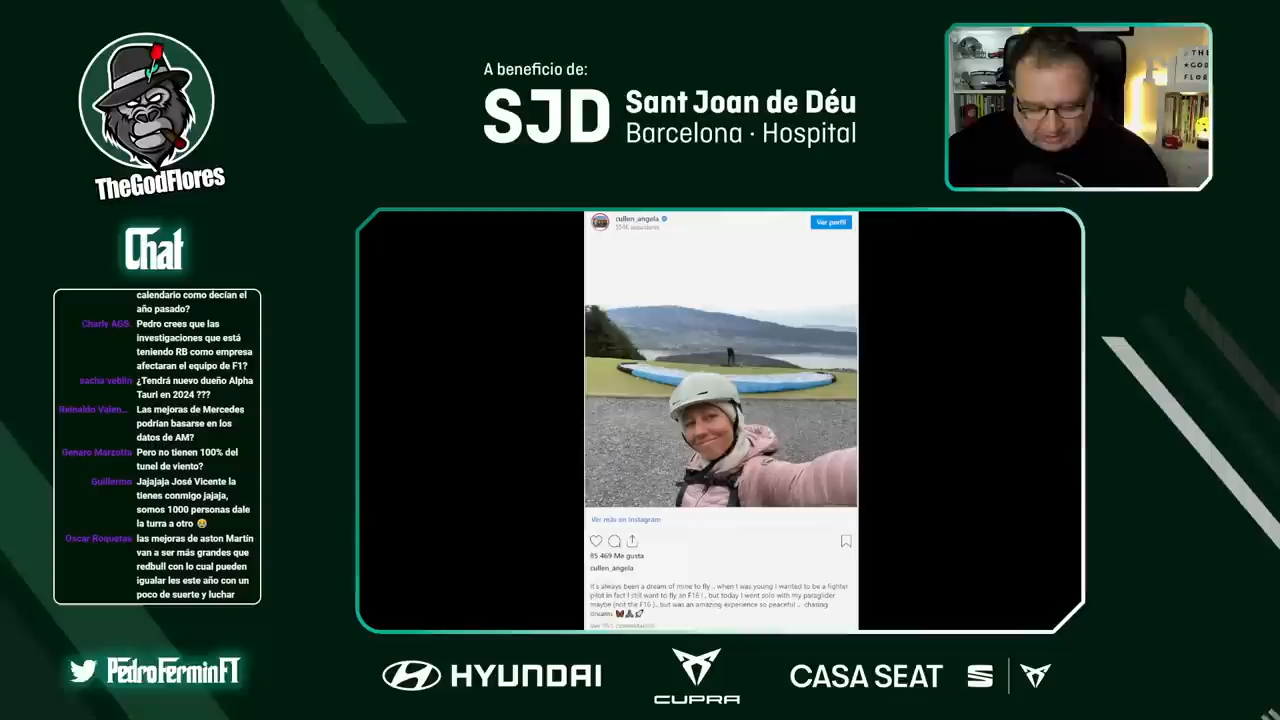 TheGodFlores
A beneficio de:
SJD Sant Joan de Déu
Barcelona · Hospital
THE
GOD
FLOR
Chat
calendario como decían el
año pasado?
Charly AGS. Pedro crees que las
investigaciones que está
teniendo RB como empresa
afectaran el equipo de F1?
sacha veblin ¿Tendrá nuevo dueño Alpha
Tauri en 2024 ???
Reinaldo Valen... Las mejoras de Mercedes
podrian basarse en los
datos de AM?
Genaro Marzotta Pero no tienen 100% del
tunel de viento?
Guillermo Jajajaja José Vicente la
tienes conmigo jajaja,
somos 1000 personas dale
la turra a otro 😢
Oscar Roquetas las mejoras de aston Martín
van a ser más grandes que
redbull con lo cual pueden
igualar les este año con un
poco de suerte y luchar
cullen_angela
Ver perfil
Ver más en Instagram
85 469 Me gusta
cullen_angela
It's always been a dream of mine to fly .. when I was young I wanted to be a fighter
pilot in fact I still want to fly an F16 ! .. but today I went solo with my paraglider
maybe (not the F16 ).. but was an amazing experience so peaceful .. chasing
dreams
PedroFerminF1
HYUNDAI
CUPRA
CASA SEAT